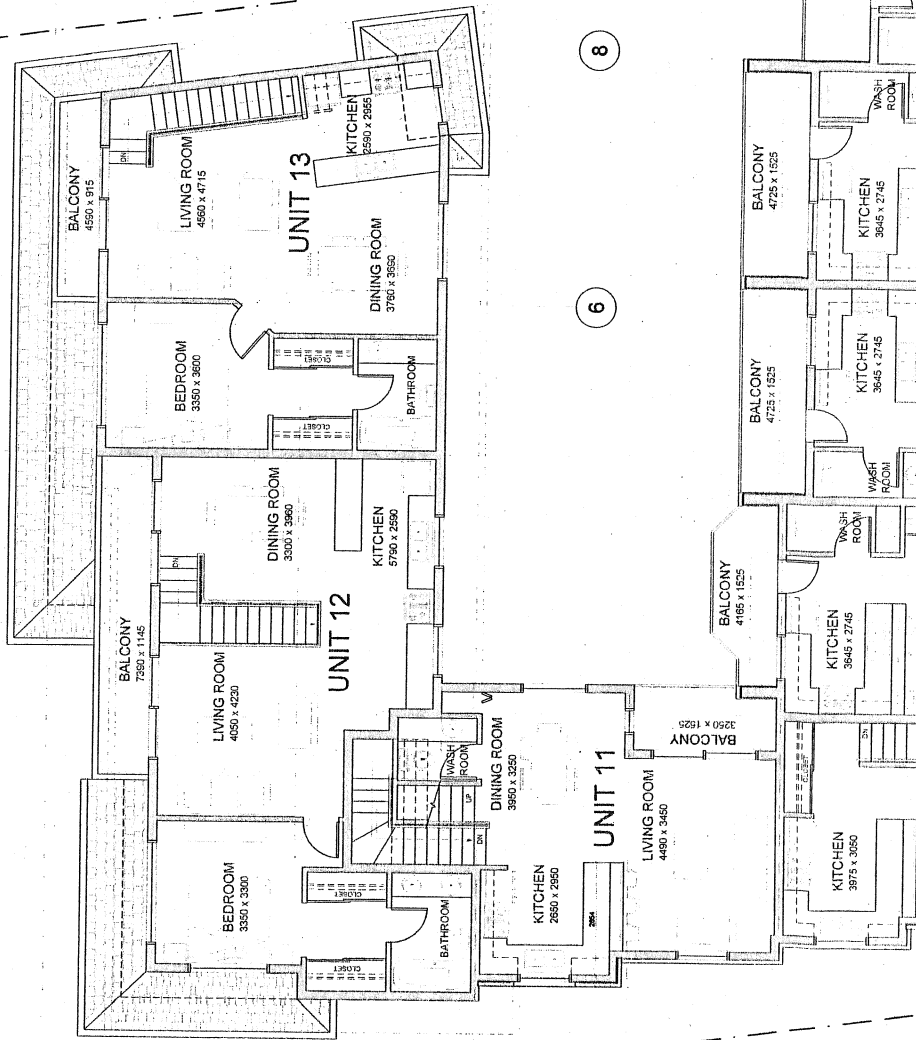 BALCONY
4590 x 915
LIVING ROOM
4560 x 4715
DN
UNIT 13
KITCHEN
2590 x 2955
DINING ROOM
3760 x 3690
BEDROOM
3350 x 3600
CLOSET
CLOSET
BATHROOM
BALCONY
7390 x 1145
DINING ROOM
3300 x 3960
DN
KITCHEN
5790 x 2590
UNIT 12
LIVING ROOM
4050 x 4230
BEDROOM
3350 x 3300
CLOSET
CLOSET
BATHROOM
WASH
ROOM
UP
DN
DINING ROOM
3950 x 3250
UNIT 11
KITCHEN
2650 x 2950
LIVING ROOM
4490 x 3450
BALCONY
3250 x 1525
8
6
BALCONY
4725 x 1525
WASH
ROOM
KITCHEN
3645 x 2745
BALCONY
4725 x 1525
KITCHEN
3645 x 2745
WASH
ROOM
BALCONY
4165 x 1525
WASH
ROOM
KITCHEN
3645 x 2745
CLOSET
DN
KITCHEN
3975 x 3050